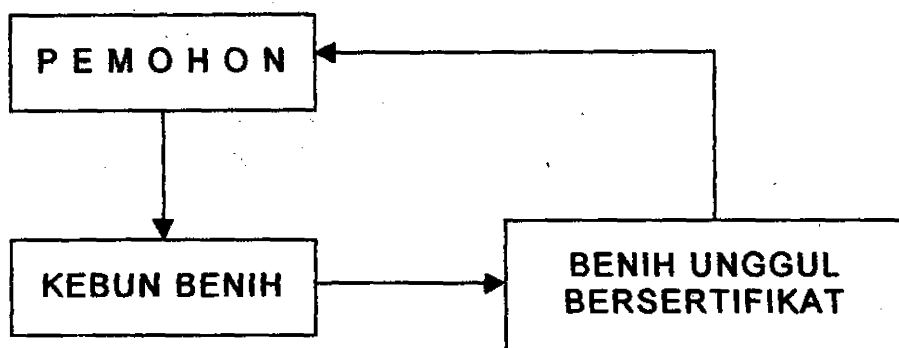 PEMOHON
KEBUN BENIH
BENIH UNGGUL
BERSERTIFIKAT